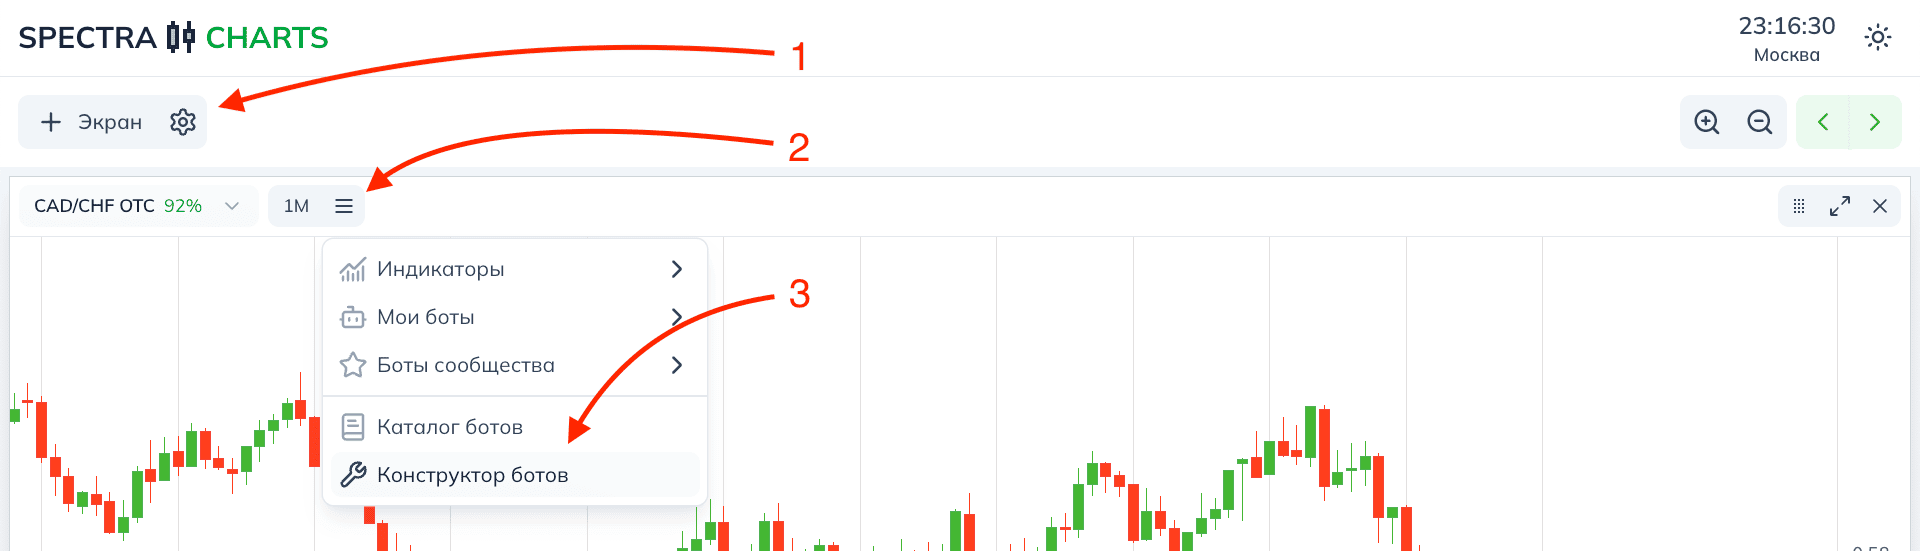 SPECTRA CHARTS
23:16:30
Москва
1
Экран
2
CAD/CHF OTC 92%
1M
Индикаторы
3
Мои боты
Боты сообщества
Каталог ботов
Конструктор ботов